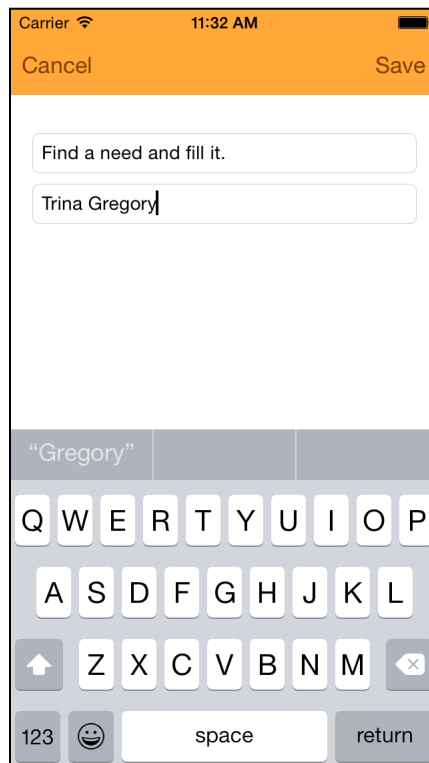 Carrier 11:32 AM
Cancel Save
Find a need and fill it.
Trina Gregory
“Gregory”
Q W E R T Y U I O P
A S D F G H J K L
Z X C V B N M
123 space return